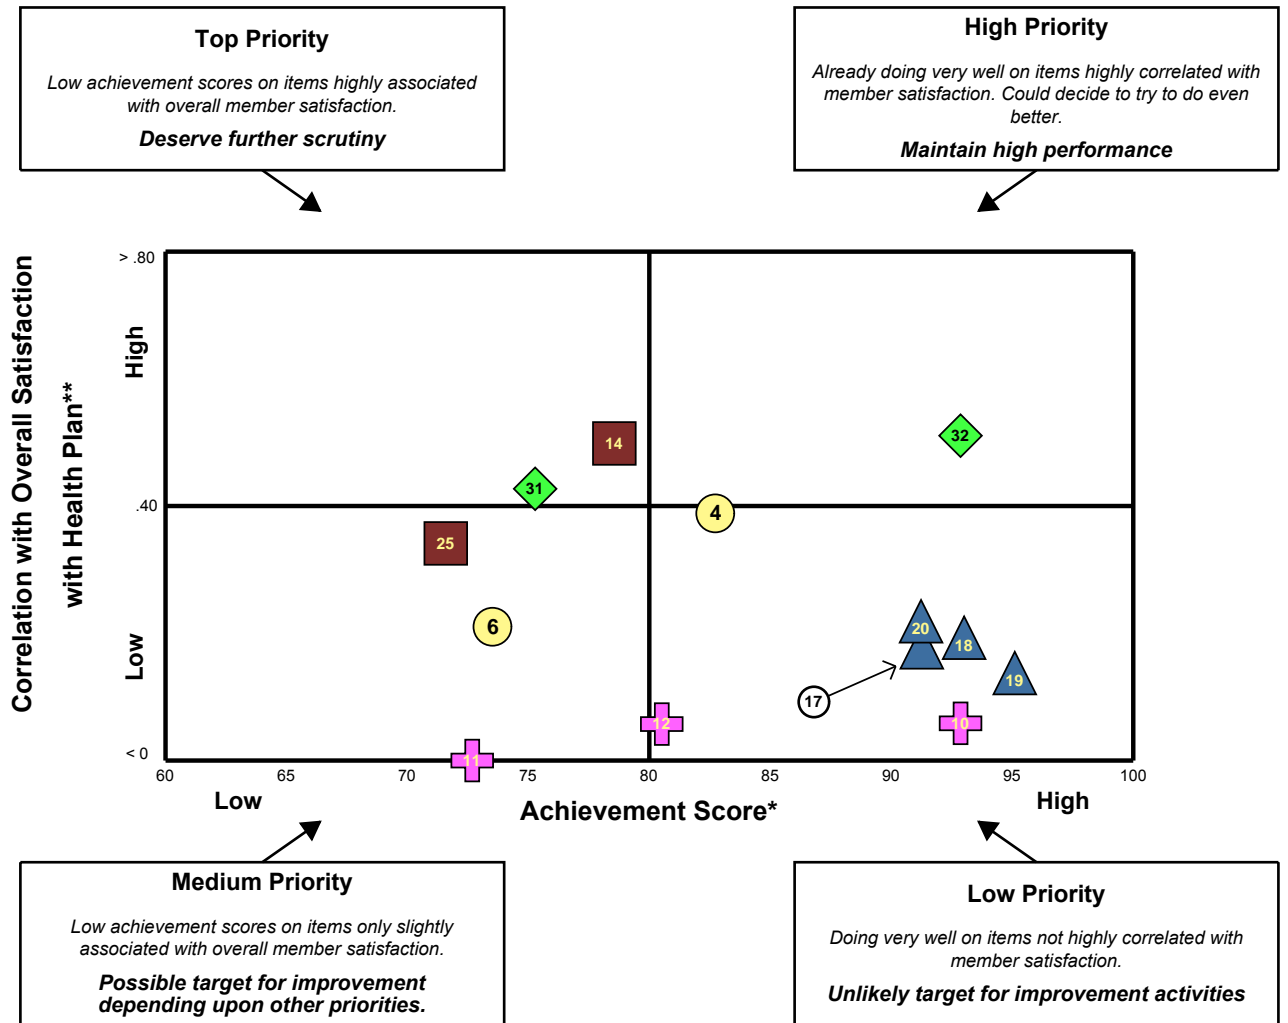 Top Priority
Low achievement scores on items highly associated
with overall member satisfaction.
Deserve further scrutiny
High Priority
Already doing very well on items highly correlated with
member satisfaction. Could decide to try to do even
better.
Maintain high performance
Correlation with Overall Satisfaction
with Health Plan**
> .80
High
.40
Low
< 0
14
31
32
4
25
6
20
18
19
17
12
10
11
60
65
70
75
80
85
90
95
100
Low
Achievement Score*
High
Medium Priority
Low achievement scores on items only slightly
associated with overall member satisfaction.
Possible target for improvement
depending upon other priorities.
Low Priority
Doing very well on items not highly correlated with
member satisfaction.
Unlikely target for improvement activities